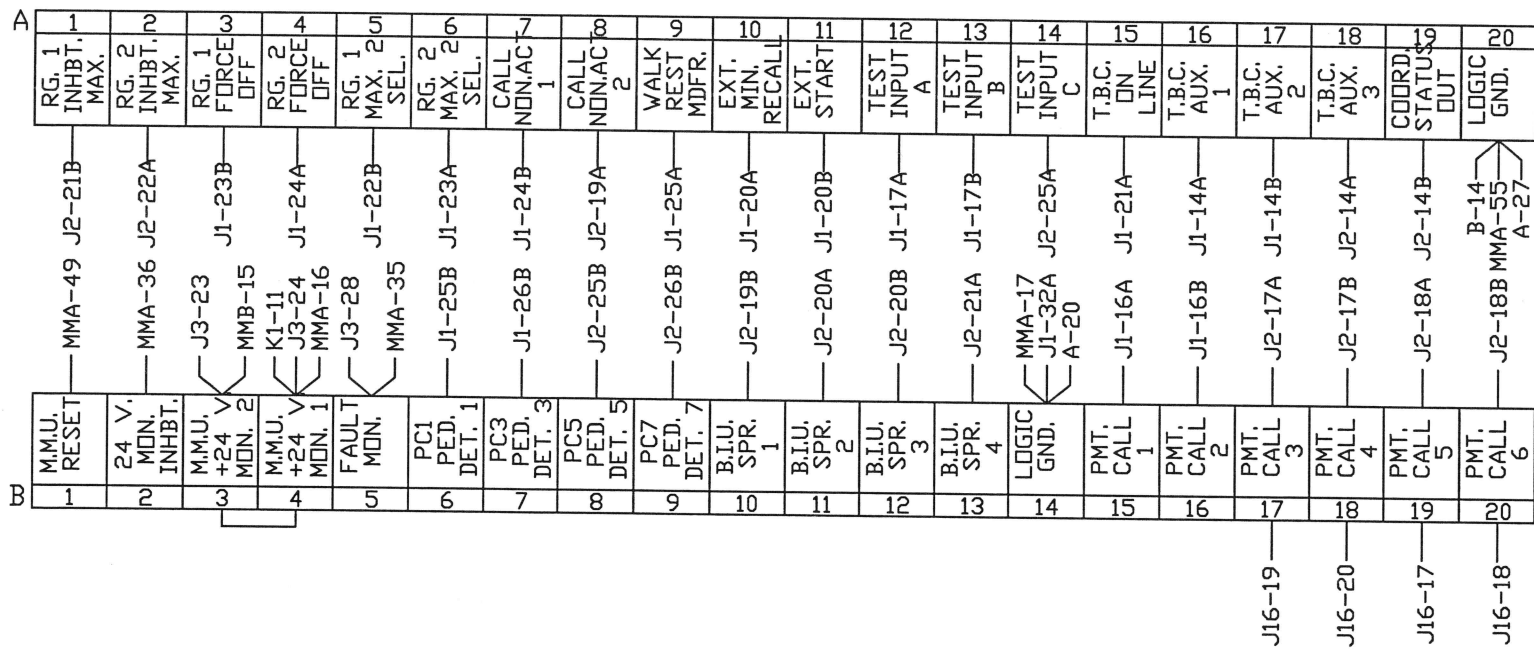 A
1 2 3 4 5 6 7 8 9 10 11 12 13 14 15 16 17 18 19 20
RG. 1
INHBT.
MAX.
RG. 2
INHBT.
MAX.
RG. 1
FORCE
OFF
RG. 2
FORCE
OFF
RG. 1
MAX. 2
SEL.
RG. 2
MAX. 2
SEL.
CALL
NON.ACT
1
CALL
NON.ACT
2
WALK
REST
MDFR.
EXT.
MIN.
RECALL
EXT.
START
TEST
INPUT
A
TEST
INPUT
B
TEST
INPUT
C
T.B.C.
ON
LINE
T.B.C.
AUX.
1
T.B.C.
AUX.
2
T.B.C.
AUX.
3
COORD.
STATUS
OUT
LOGIC
GND.
J2-21B
J2-22A
J1-23B
J1-24A
J1-22B
J1-23A
J1-24B
J2-19A
J1-25A
J1-20A
J1-20B
J1-17A
J1-17B
J2-25A
J1-21A
J1-14A
J1-14B
J2-14A
J2-14B
B-14
MMA-55
A-27
MMA-49
MMA-36
J3-23
MMB-15
K1-11
J3-24
MMA-16
J3-28
MMA-35
J1-25B
J1-26B
J2-25B
J2-26B
J2-19B
J2-20A
J2-20B
J2-21A
MMA-17
J1-32A
A-20
J1-16A
J1-16B
J2-17A
J2-17B
J2-18A
J2-18B
M.M.U.
RESET
24 V.
MON.
INHBT.
M.M.U.
+24 V
MON. 2
M.M.U.
+24 V
MON. 1
FAULT
MON.
PC1
PED.
DET. 1
PC3
PED.
DET. 3
PC5
PED.
DET. 5
PC7
PED.
DET. 7
B.I.U.
SPR.
1
B.I.U.
SPR.
2
B.I.U.
SPR.
3
B.I.U.
SPR.
4
LOGIC
GND.
PMT.
CALL
1
PMT.
CALL
2
PMT.
CALL
3
PMT.
CALL
4
PMT.
CALL
5
PMT.
CALL
6
B
1 2 3 4 5 6 7 8 9 10 11 12 13 14 15 16 17 18 19 20
J16-19
J16-20
J16-17
J16-18